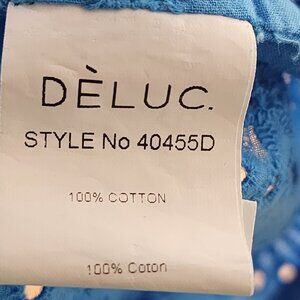 DÈLUC.
STYLE No 40455D
100% COTTON
100% Coton